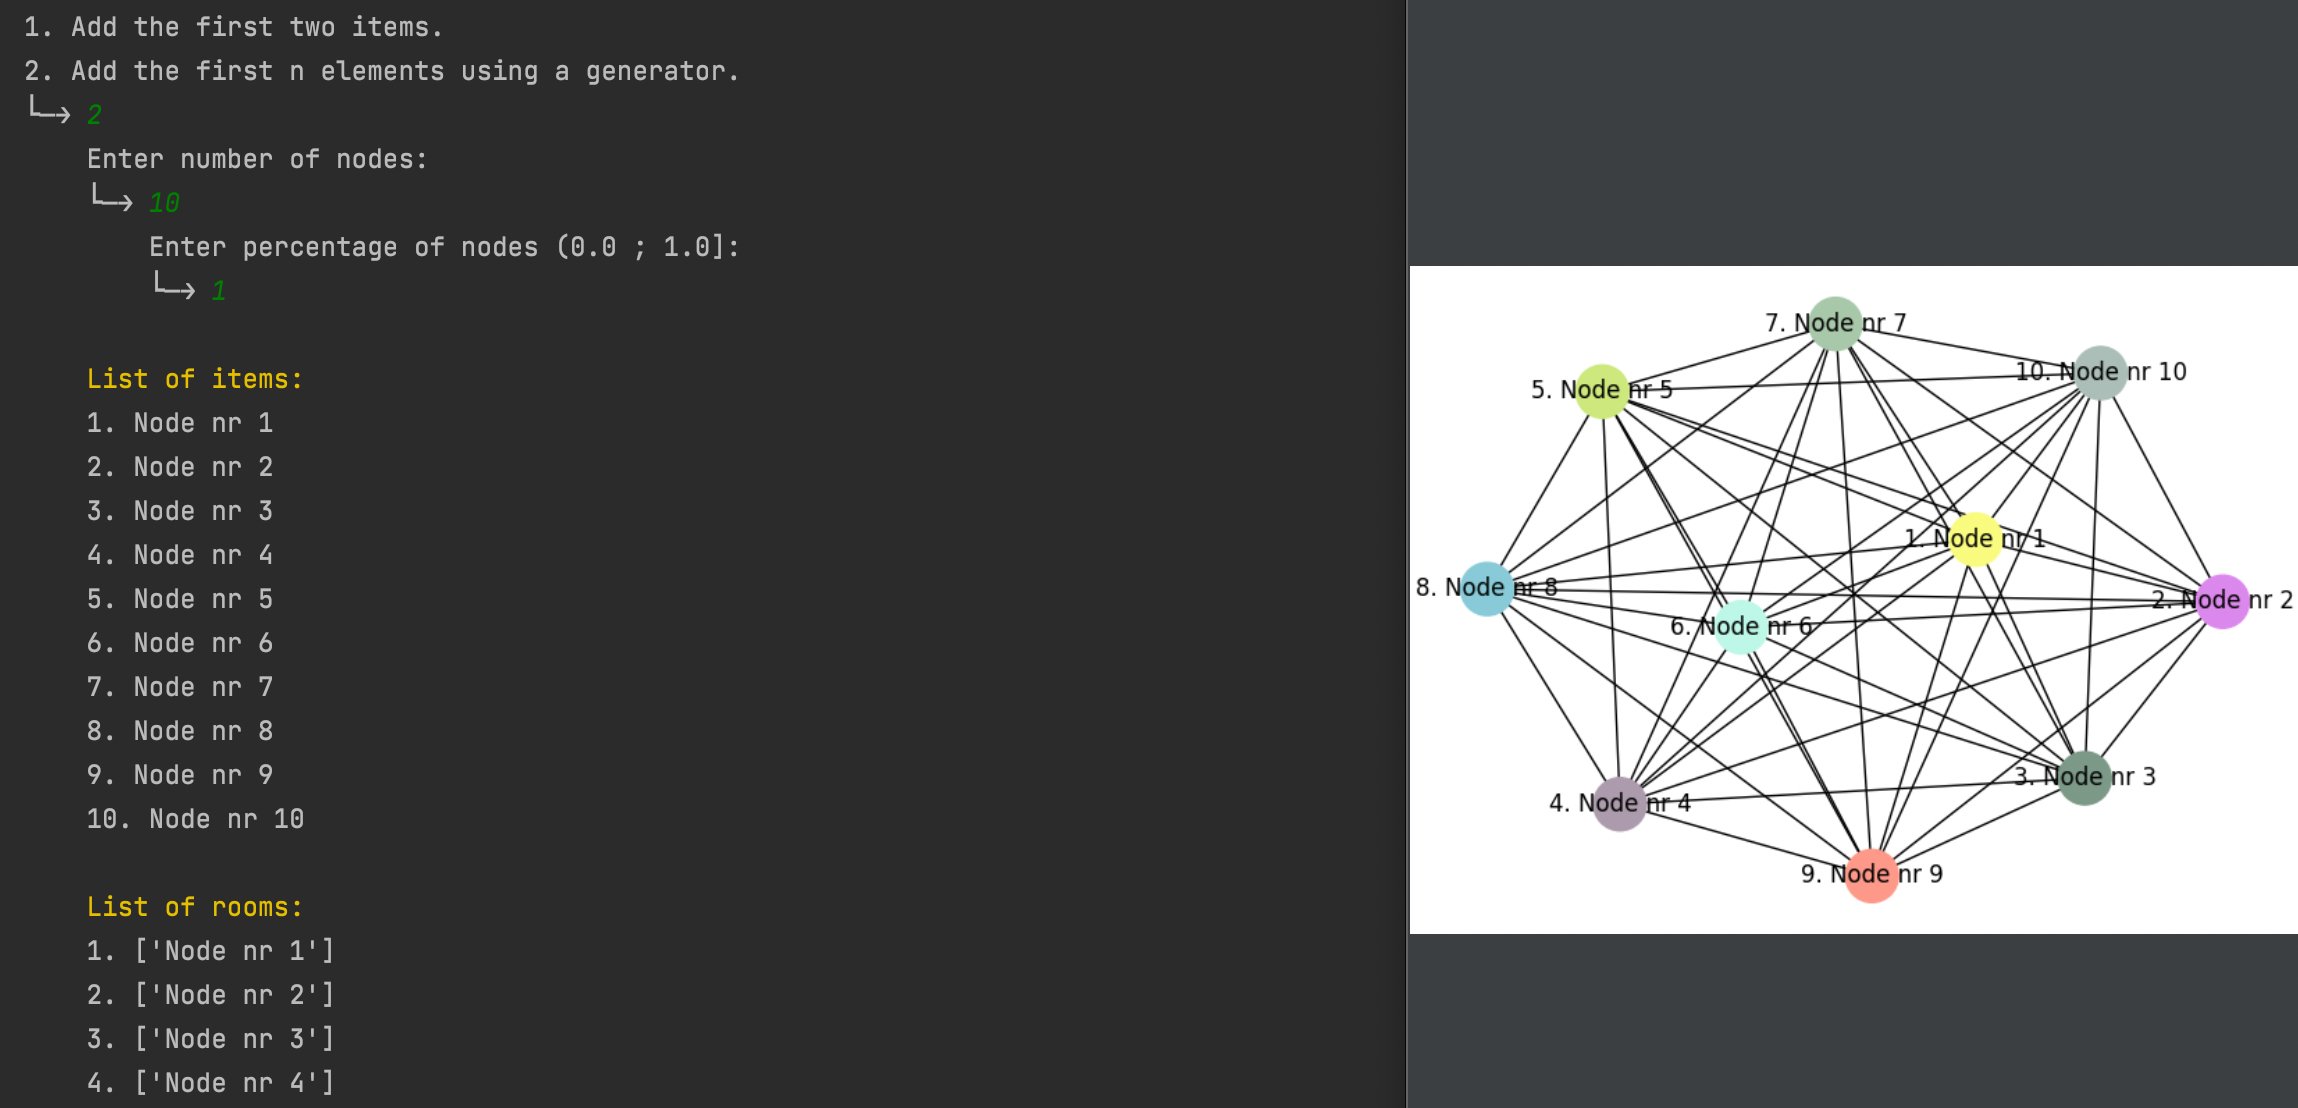 1. Add the first two items.
2. Add the first n elements using a generator.
└─→ 2
Enter number of nodes:
└─→ 10
Enter percentage of nodes (0.0 ; 1.0]:
└─→ 1
List of items:
1. Node nr 1
2. Node nr 2
3. Node nr 3
4. Node nr 4
5. Node nr 5
6. Node nr 6
7. Node nr 7
8. Node nr 8
9. Node nr 9
10. Node nr 10
List of rooms:
1. ['Node nr 1']
2. ['Node nr 2']
3. ['Node nr 3']
4. ['Node nr 4']
7. Node nr 7
10. Node nr 10
5. Node nr 5
1. Node nr 1
8. Node nr 8
2. Node nr 2
6. Node nr 6
3. Node nr 3
4. Node nr 4
9. Node nr 9